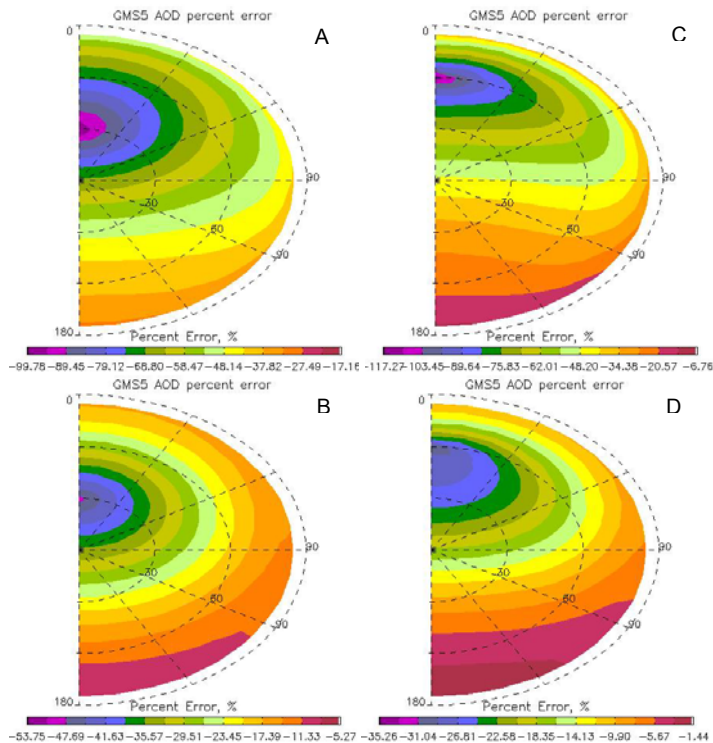 GMS5 AOD percent error
A
0
90
30
60
90
180
Percent Error, %
-99.78 -89.45 -79.12 -68.80 -58.47 -48.14 -37.82 -27.49 -17.16
GMS5 AOD percent error
C
0
90
30
60
90
180
Percent Error, %
-117.27 -103.45 -89.64 -75.83 -62.01 -48.20 -34.38 -20.57 -6.76
GMS5 AOD percent error
B
0
90
30
60
90
180
Percent Error, %
-53.75 -47.69 -41.63 -35.57 -29.51 -23.45 -17.39 -11.33 -5.27
GMS5 AOD percent error
D
0
90
30
60
90
180
Percent Error, %
-35.26 -31.04 -26.81 -22.58 -18.35 -14.13 -9.90 -5.67 -1.44